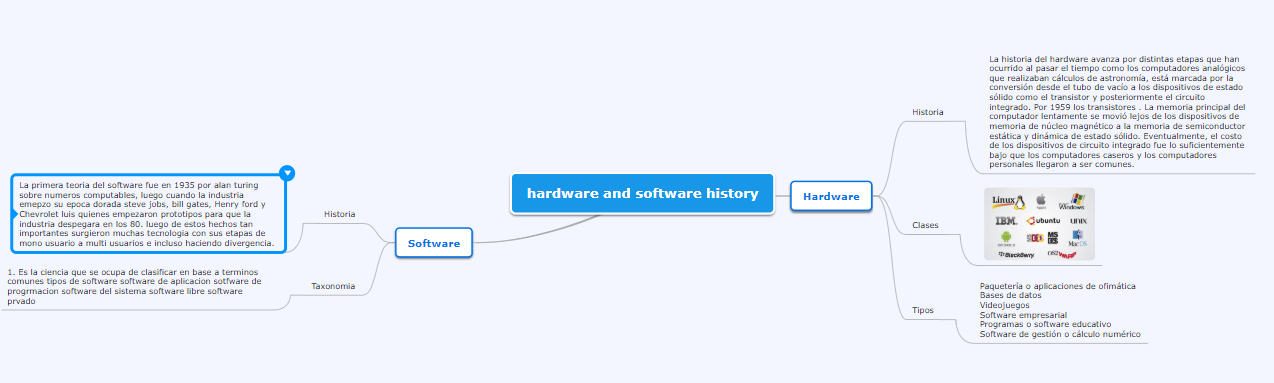 hardware and software history
Software
Historia
La primera teoria del software fue en 1935 por alan turing
sobre numeros computables, luego cuando la industria
emepzo su epoca dorada steve jobs, bill gates, Henry ford y
Chevrolet luis quienes empezaron prototipos para que la
industria despegara en los 80. luego de estos hechos tan
importantes surgieron muchas tecnologia con sus etapas de
mono usuario a multi usuarios e incluso haciendo divergencia.
Taxonomia
1. Es la ciencia que se ocupa de clasificar en base a terminos
comunes tipos de software software de aplicacion sotfware de
progrmacion software del sistema software libre software
prvado
Hardware
Historia
La historia del hardware avanza por distintas etapas que han
ocurrido al pasar el tiempo como los computadores analógicos
que realizaban cálculos de astronomía, está marcada por la
conversión desde el tubo de vacío a los dispositivos de estado
sólido como el transistor y posteriormente el circuito
integrado. Por 1959 los transistores . La memoria principal del
computador lentamente se movió lejos de los dispositivos de
memoria de núcleo magnético a la memoria de semiconductor
estática y dinámica de estado sólido. Eventualmente, el costo
de los dispositivos de circuito integrado fue lo suficientemente
bajo que los computadores caseros y los computadores
personales llegaron a ser comunes.
Clases
Linux
Windows
IBM
ubuntu
UNIX
MS DOS
Mac OS
BlackBerry
OS/2 WARP
Tipos
Paquetería o aplicaciones de ofimática
Bases de datos
Videojuegos
Software empresarial
Programas o software educativo
Software de gestión o cálculo numérico